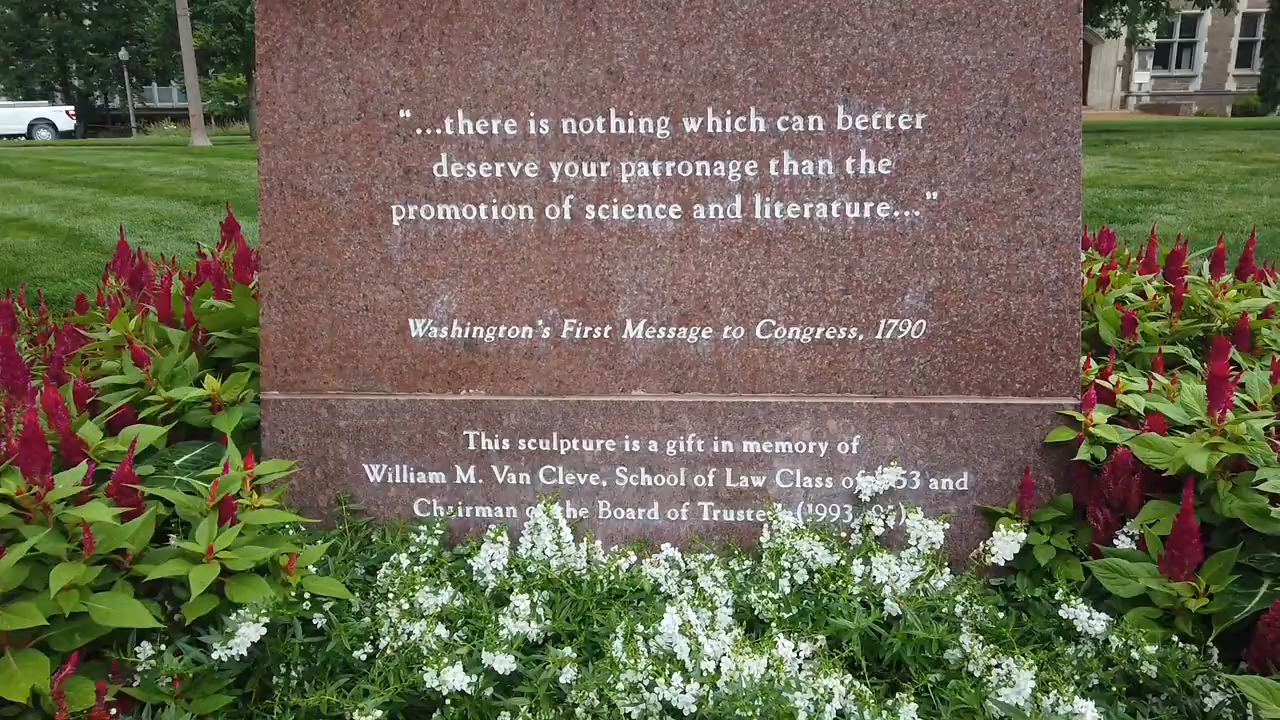 “...there is nothing which can better
deserve your patronage than the
promotion of science and literature...”
Washington's First Message to Congress, 1790
This sculpture is a gift in memory of
William M. Van Cleve, School of Law Class of 53 and
Chairman of the Board of Trustees (1993